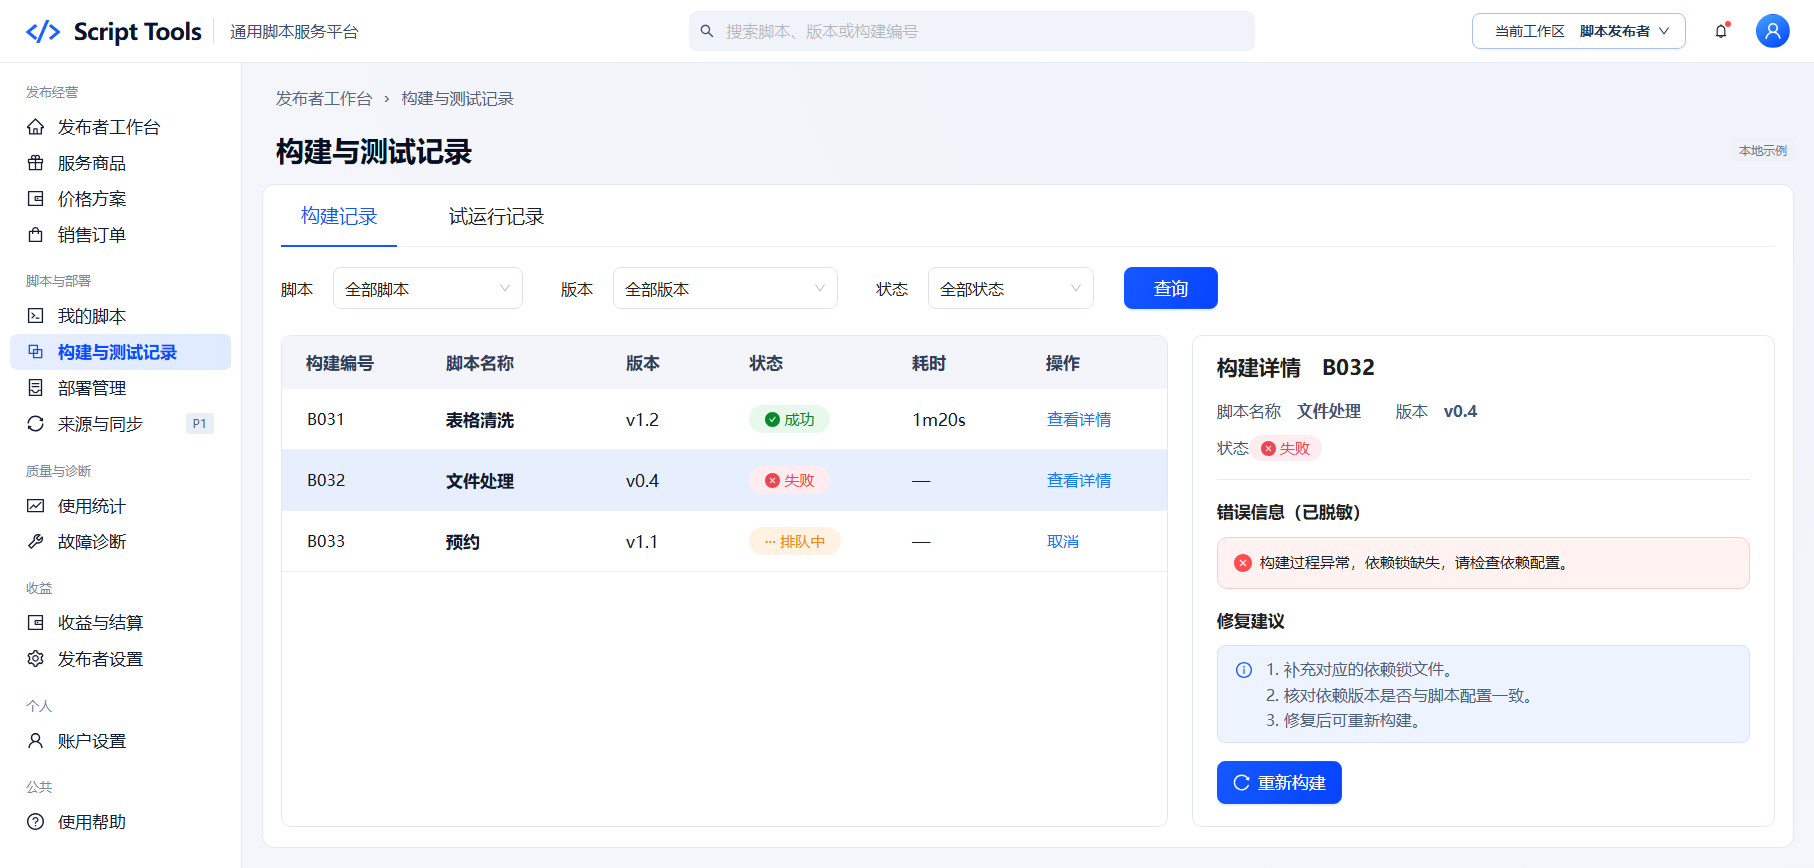 Script Tools
通用脚本服务平台
搜索脚本、版本或构建编号
当前工作区 脚本发布者
发布经营
发布者工作台
服务商品
价格方案
销售订单
脚本与部署
我的脚本
构建与测试记录
部署管理
来源与同步 P1
质量与诊断
使用统计
故障诊断
收益
收益与结算
发布者设置
个人
账户设置
公共
使用帮助
发布者工作台 › 构建与测试记录
构建与测试记录
本地示例
构建记录 试运行记录
脚本 全部脚本 版本 全部版本 状态 全部状态 查询
构建编号 脚本名称 版本 状态 耗时 操作
B031 表格清洗 v1.2 成功 1m20s 查看详情
B032 文件处理 v0.4 失败 — 查看详情
B033 预约 v1.1 排队中 — 取消
构建详情 B032
脚本名称 文件处理 版本 v0.4
状态 失败
错误信息（已脱敏）
构建过程异常，依赖锁缺失，请检查依赖配置。
修复建议
1. 补充对应的依赖锁文件。
2. 核对依赖版本是否与脚本配置一致。
3. 修复后可重新构建。
重新构建